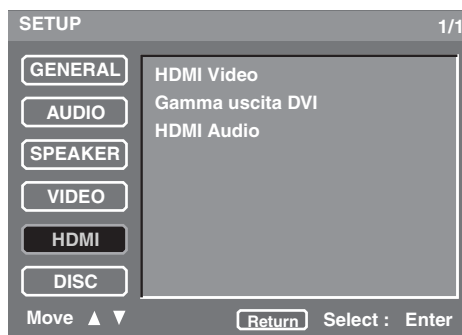 SETUP 1/1
GENERAL
AUDIO
SPEAKER
VIDEO
HDMI
DISC
HDMI Video
Gamma uscita DVI
HDMI Audio
Move ▲ ▼ Return Select : Enter